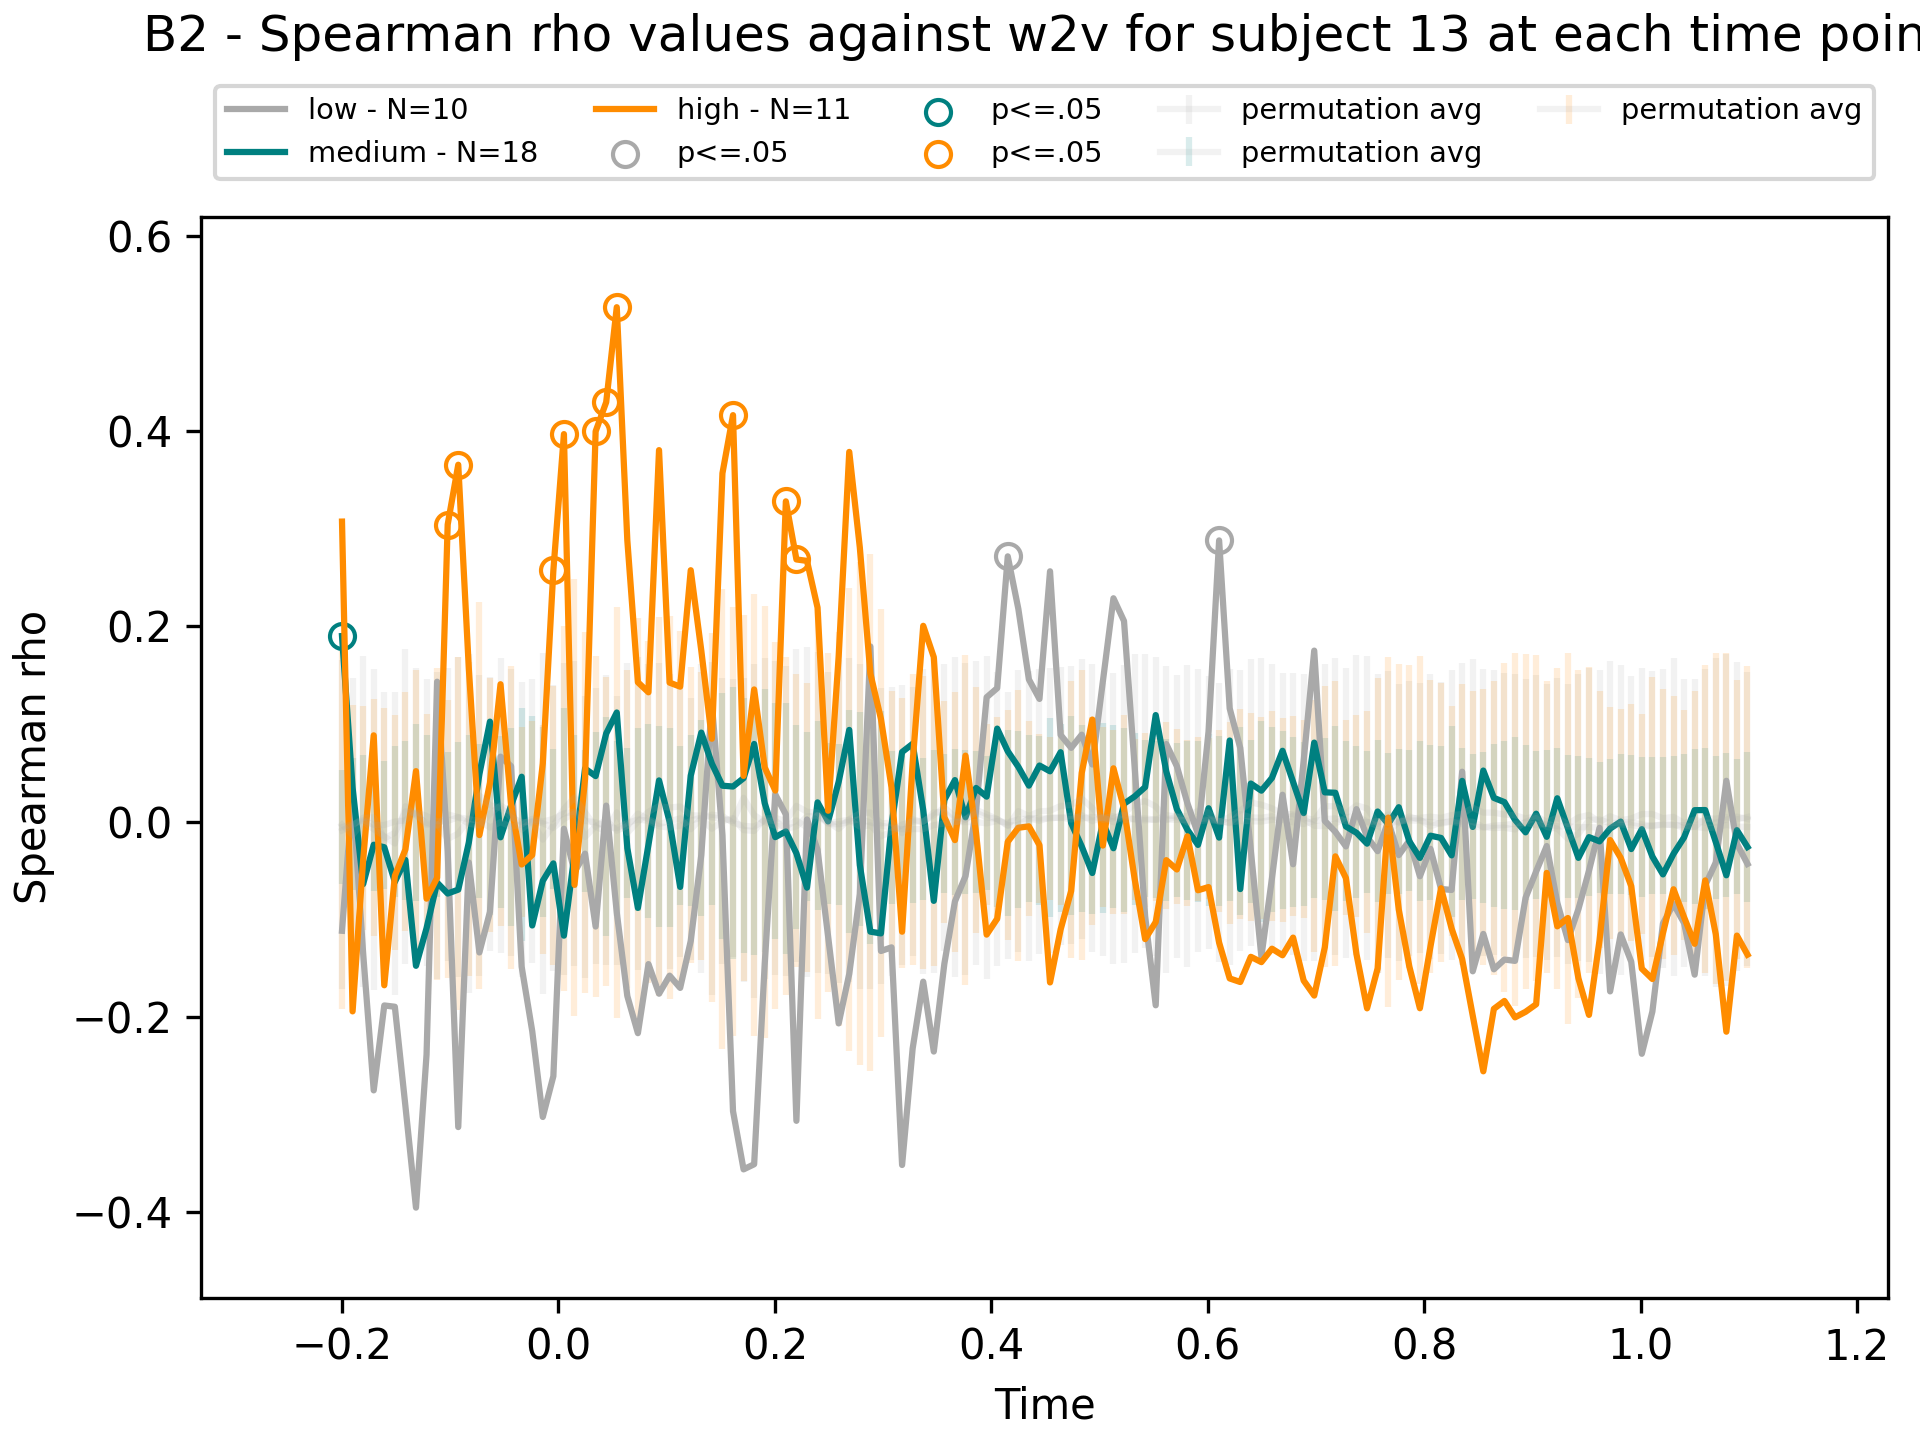 B2 - Spearman rho values against w2v for subject 13 at each time poin
low - N=10 high - N=11 p<=.05 permutation avg permutation avg
medium - N=18 p<=.05 p<=.05 permutation avg
0.6
0.4
0.2
0.0
−0.2
−0.4
Spearman rho
−0.2 0.0 0.2 0.4 0.6 0.8 1.0 1.2
Time